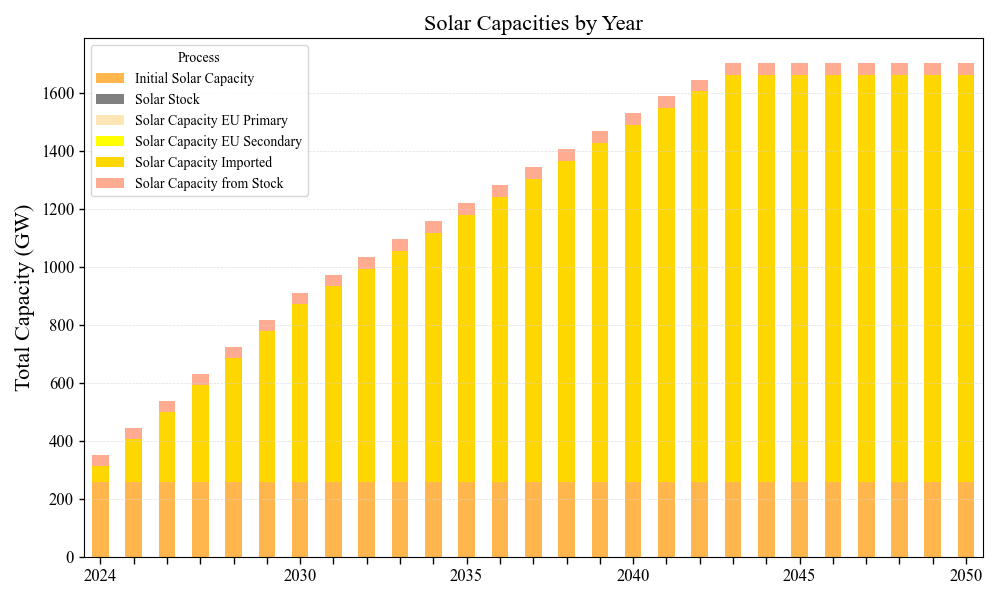 Solar Capacities by Year
Total Capacity (GW)
1600
1400
1200
1000
800
600
400
200
0
Process
Initial Solar Capacity
Solar Stock
Solar Capacity EU Primary
Solar Capacity EU Secondary
Solar Capacity Imported
Solar Capacity from Stock
2024 2030 2035 2040 2045 2050